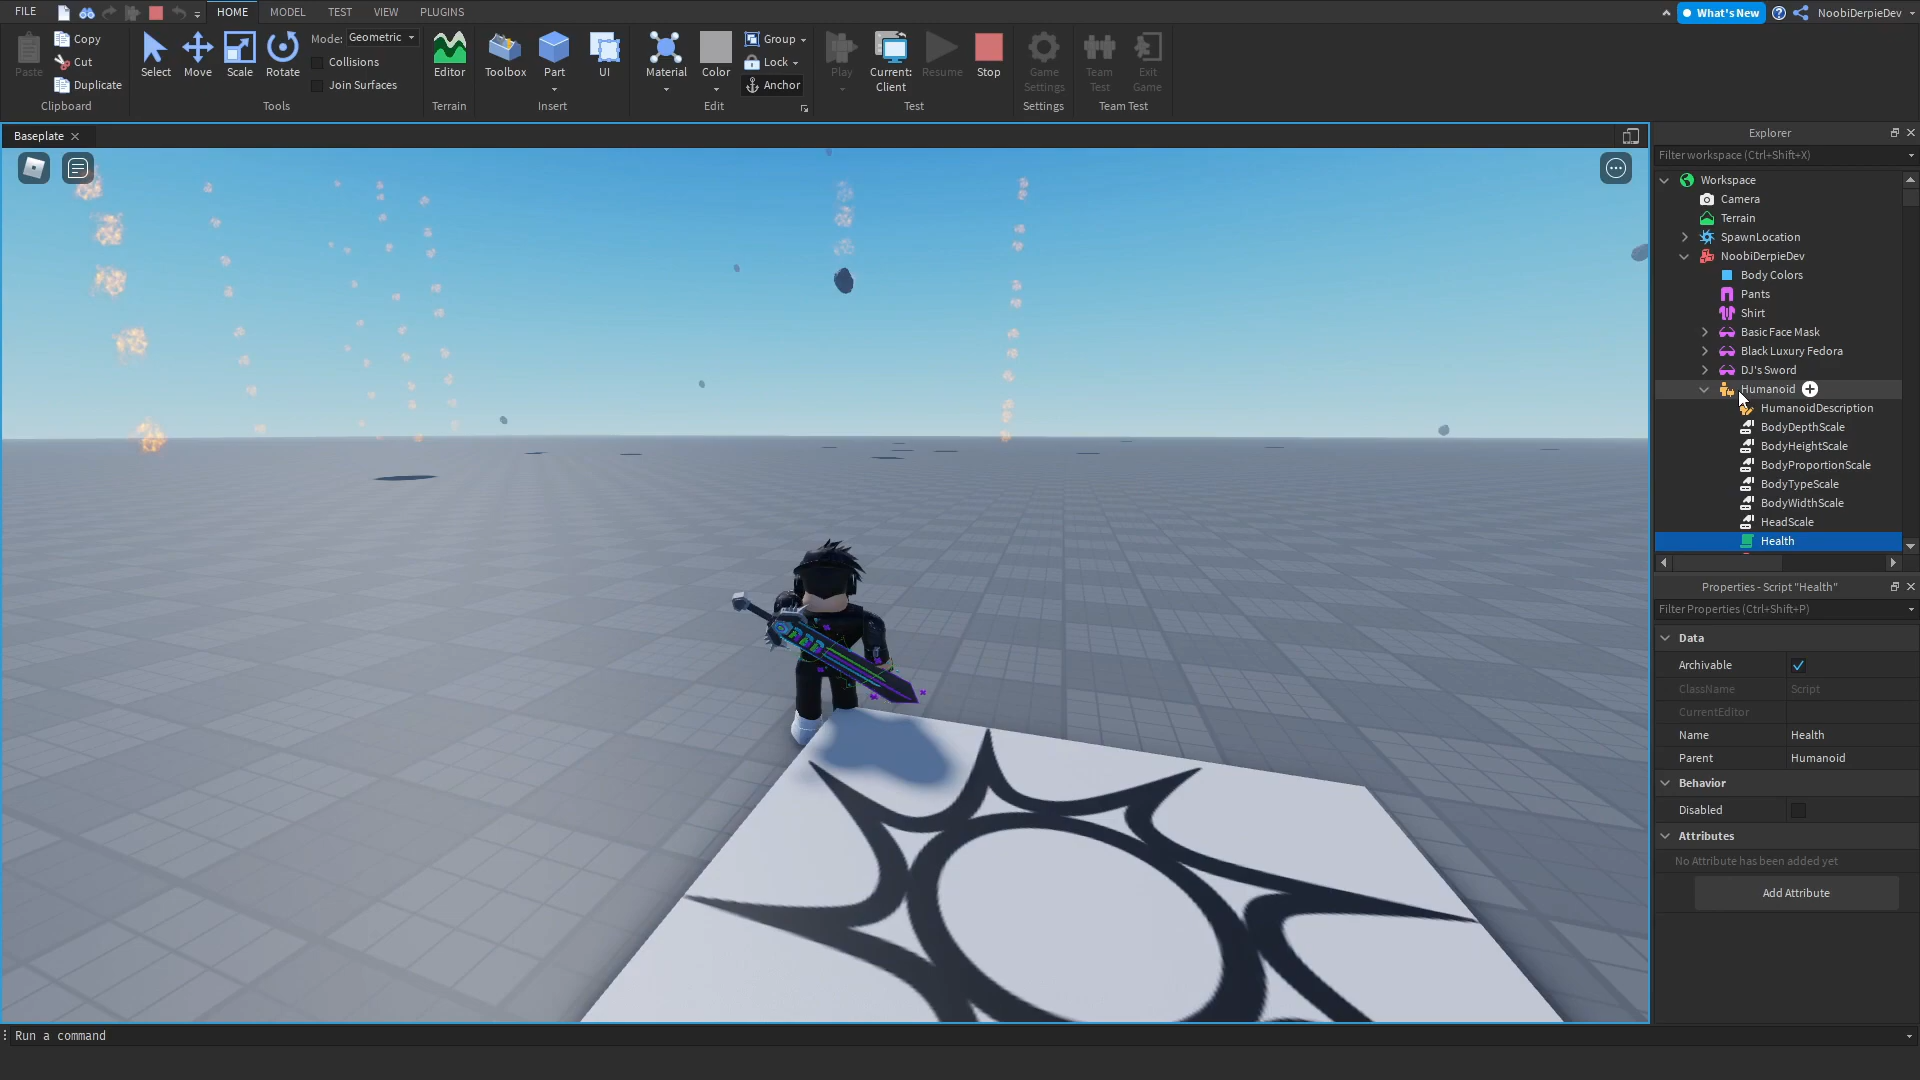 FILE
HOME
MODEL
TEST
VIEW
PLUGINS
What's New
NoobiDerpieDev
Paste
Copy
Cut
Duplicate
Clipboard
Select
Move
Scale
Rotate
Mode: Geometric
Collisions
Join Surfaces
Tools
Editor
Terrain
Toolbox
Part
UI
Insert
Material
Color
Group
Lock
Anchor
Edit
Play
Current:
Client
Resume
Stop
Test
Game
Settings
Settings
Team
Test
Exit
Game
Team Test
Baseplate
Explorer
Filter workspace (Ctrl+Shift+X)
Workspace
Camera
Terrain
SpawnLocation
NoobiDerpieDev
Body Colors
Pants
Shirt
Basic Face Mask
Black Luxury Fedora
DJ's Sword
Humanoid
HumanoidDescription
BodyDepthScale
BodyHeightScale
BodyProportionScale
BodyTypeScale
BodyWidthScale
HeadScale
Health
Properties - Script "Health"
Filter Properties (Ctrl+Shift+P)
Data
Archivable
ClassName Script
CurrentEditor
Name Health
Parent Humanoid
Behavior
Disabled
Attributes
No Attribute has been added yet
Add Attribute
Run a command